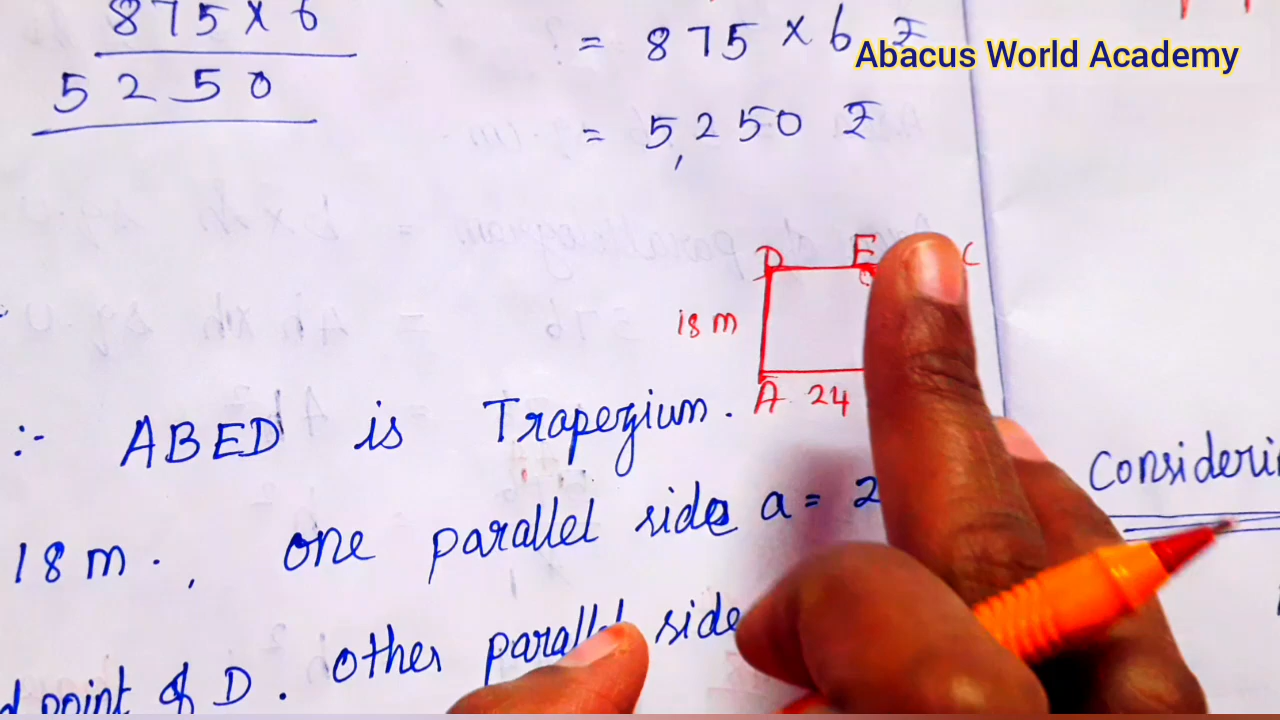 875 × 6
5250
= 875 × 6 ₹
= 5,250 ₹
Abacus World Academy
D E C
18 m
A 24
∴ ABED is Trapezium.
18 m., one parallel side a = 2
point of D. other parallel side